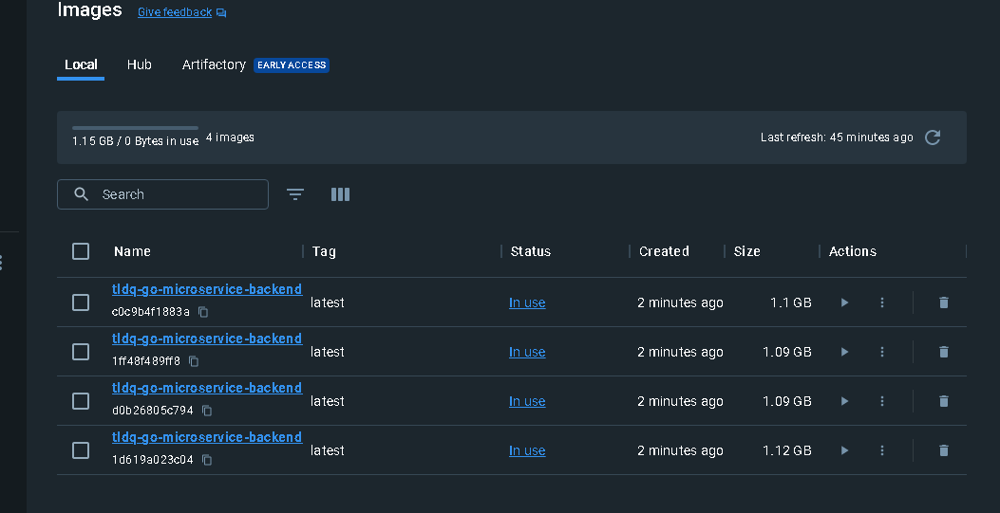 Images Give feedback
Local Hub Artifactory EARLY ACCESS
1.15 GB / 0 Bytes in use 4 images Last refresh: 45 minutes ago
Search
Name Tag Status Created Size Actions
tldq-go-microservice-backend
c0c9b4f1883a latest In use 2 minutes ago 1.1 GB
tldq-go-microservice-backend
1ff48f489ff8 latest In use 2 minutes ago 1.09 GB
tldq-go-microservice-backend
d0b26805c794 latest In use 2 minutes ago 1.09 GB
tldq-go-microservice-backend
1d619a023c04 latest In use 2 minutes ago 1.12 GB